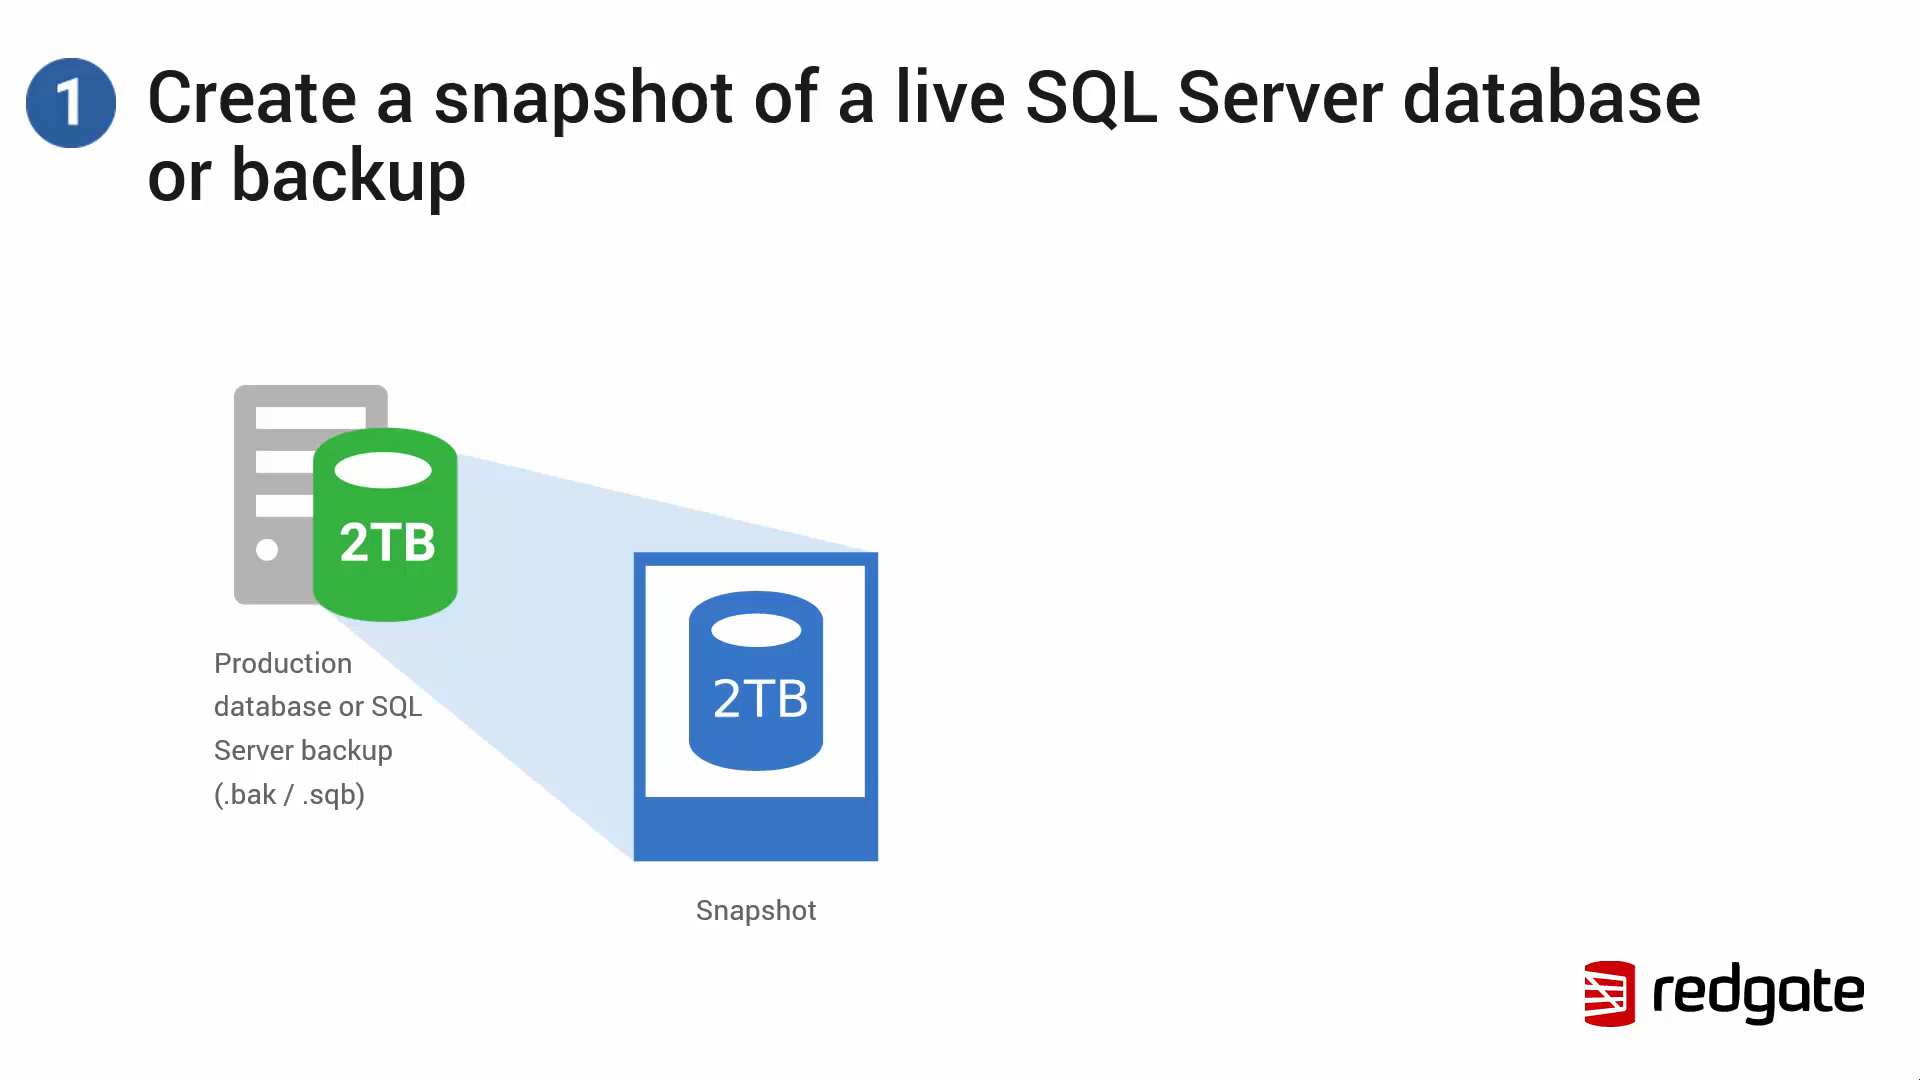 1
Create a snapshot of a live SQL Server database
or backup
2TB
Production
database or SQL
Server backup
(.bak / .sqb)
2TB
Snapshot
redgate